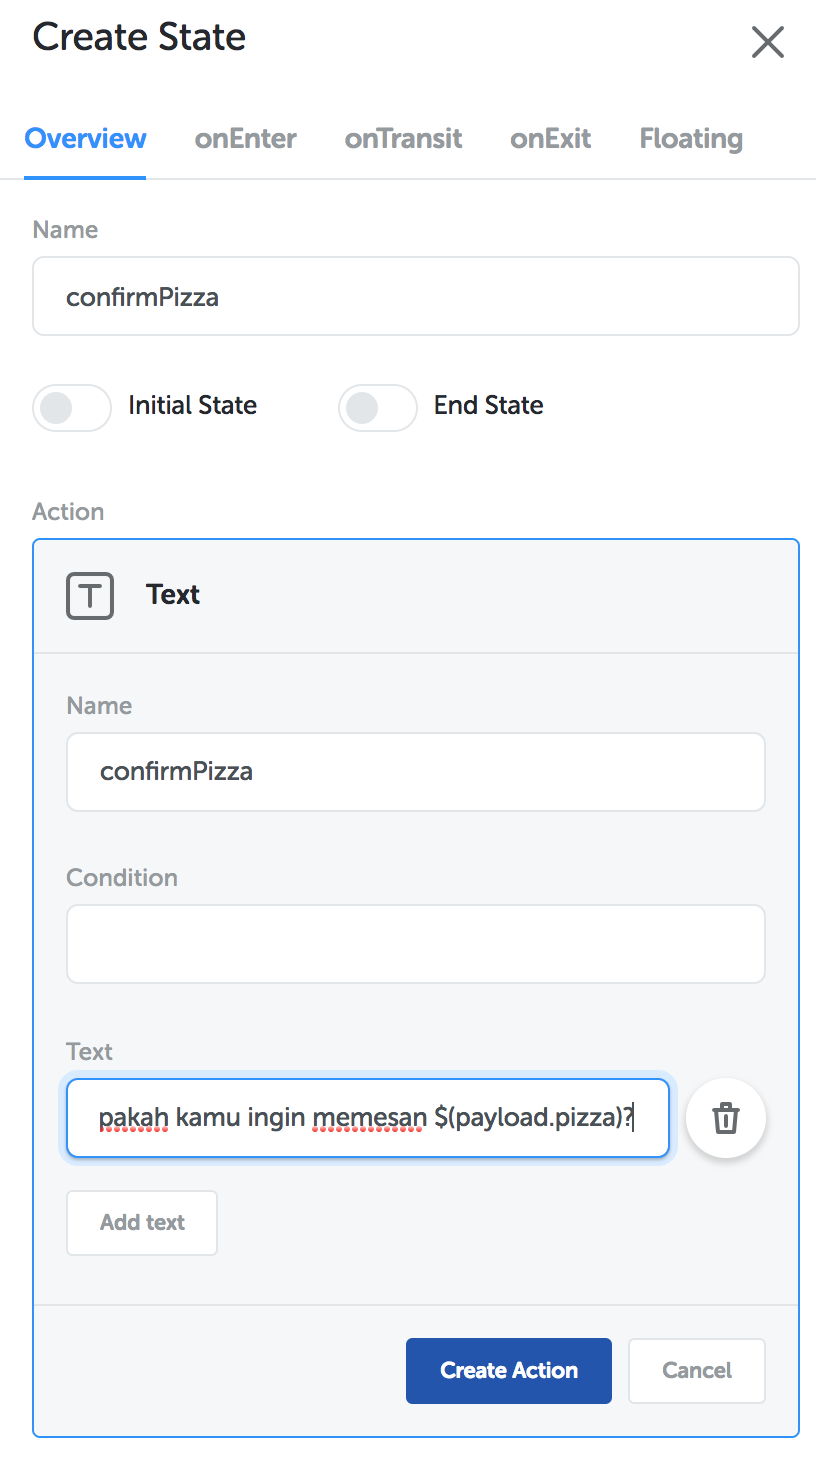 Create State
Overview onEnter onTransit onExit Floating
Name
confirmPizza
Initial State End State
Action
Text
Name
confirmPizza
Condition
Text
pakah kamu ingin memesan $(payload.pizza)?
Add text
Create Action Cancel